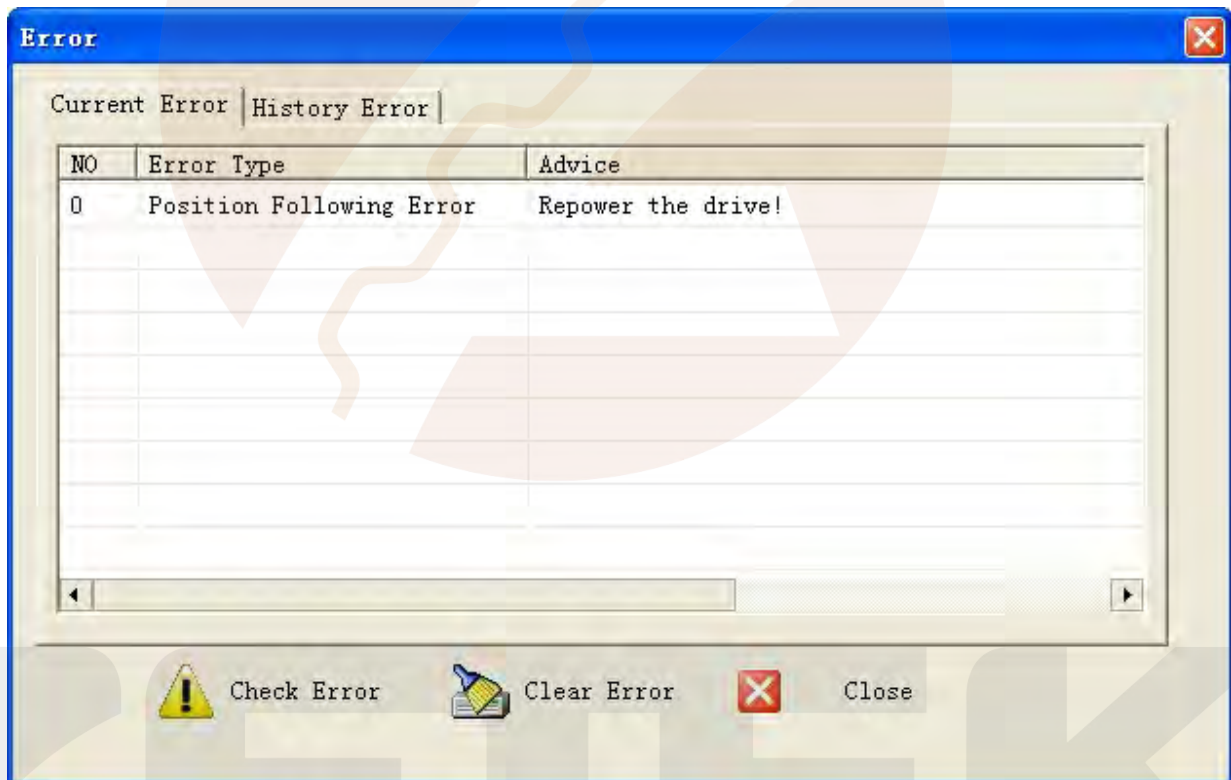 Error
Current Error History Error
NO Error Type Advice
0 Position Following Error Repower the drive!
Check Error Clear Error Close